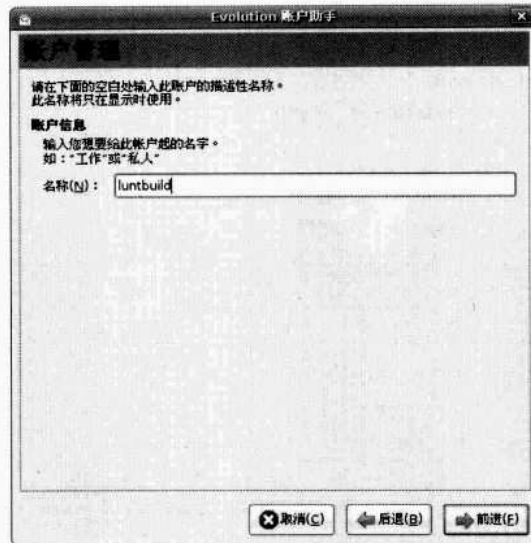 Evolution 账户助手
账户管理
请在下面的空白处输入此账户的描述性名称。
此名称将只在显示时使用。
账户信息
输入您想要给此帐户起的名字。
如："工作"或"私人"
名称(N)： luntbuild
取消(C) 后退(B) 前进(F)